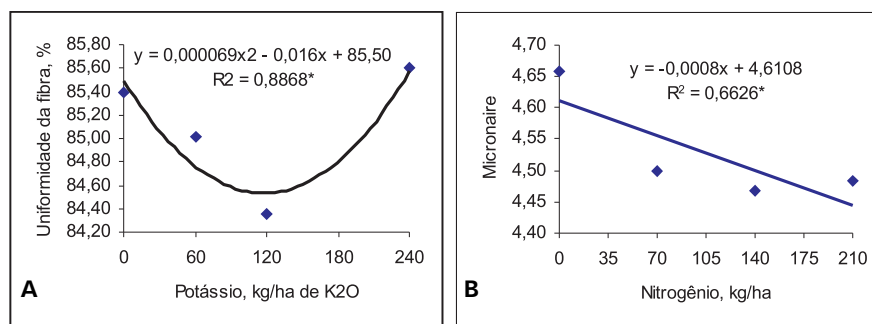 85,80
85,60
85,40
85,20
85,00
84,80
84,60
84,40
84,20
Uniformidade da fibra, %
y = 0,000069x2 - 0,016x + 85,50
R2 = 0,8868*
0 60 120 180 240
Potássio, kg/ha de K2O
A
4,70
4,65
4,60
4,55
4,50
4,45
4,40
Micronaire
y = -0,0008x + 4,6108
R² = 0,6626*
0 35 70 105 140 175 210
Nitrogênio, kg/ha
B